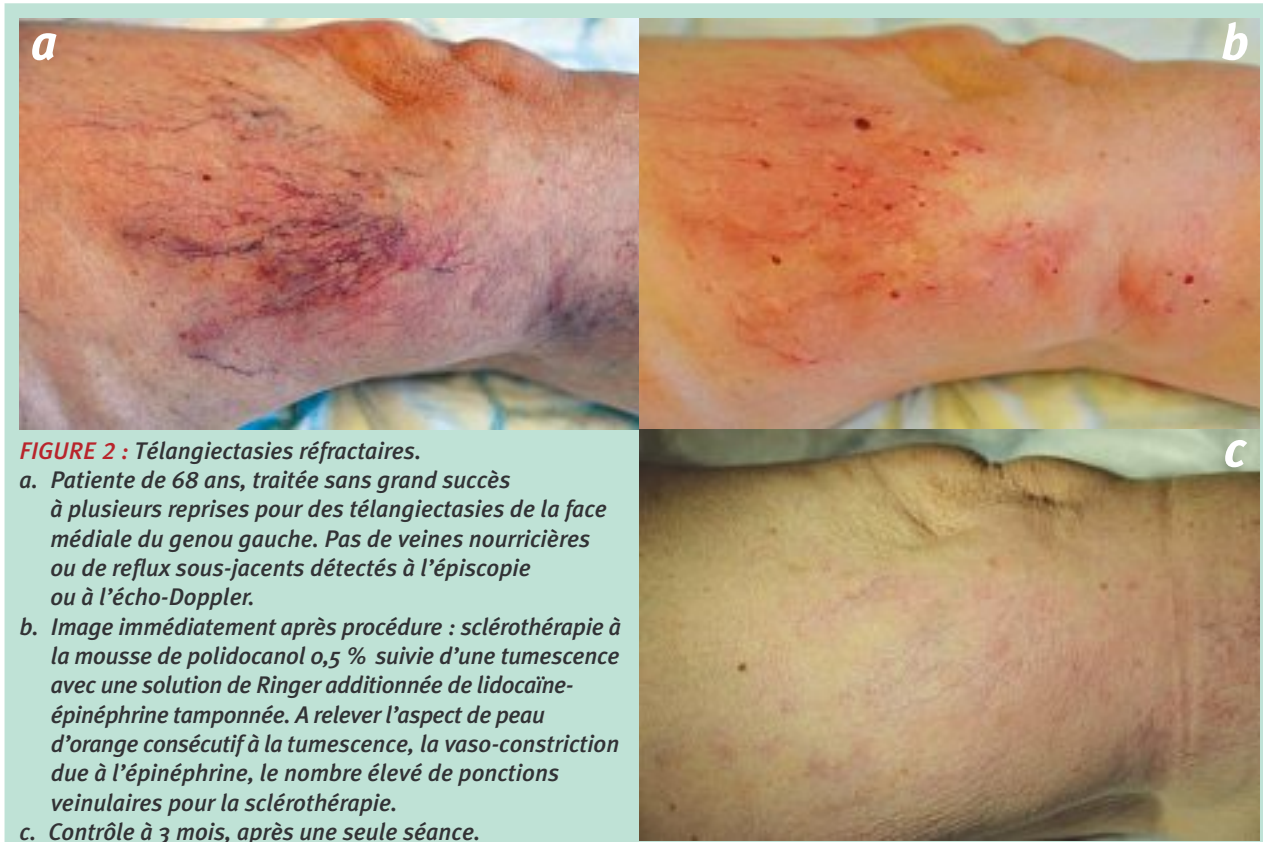 a
b
FIGURE 2 : Télangiectasies réfractaires.
a. Patiente de 68 ans, traitée sans grand succès
à plusieurs reprises pour des télangiectasies de la face
médiale du genou gauche. Pas de veines nourricières
ou de reflux sous-jacents détectés à l’épiscopie
ou à l’écho-Doppler.
b. Image immédiatement après procédure : sclérothérapie à
la mousse de polidocanol 0,5 % suivie d’une tumescence
avec une solution de Ringer additionnée de lidocaïne-
épinéphrine tamponnée. A relever l’aspect de peau
d’orange consécutif à la tumescence, la vaso-constriction
due à l’épinéphrine, le nombre élevé de ponctions
veinulaires pour la sclérothérapie.
c. Contrôle à 3 mois, après une seule séance.
c